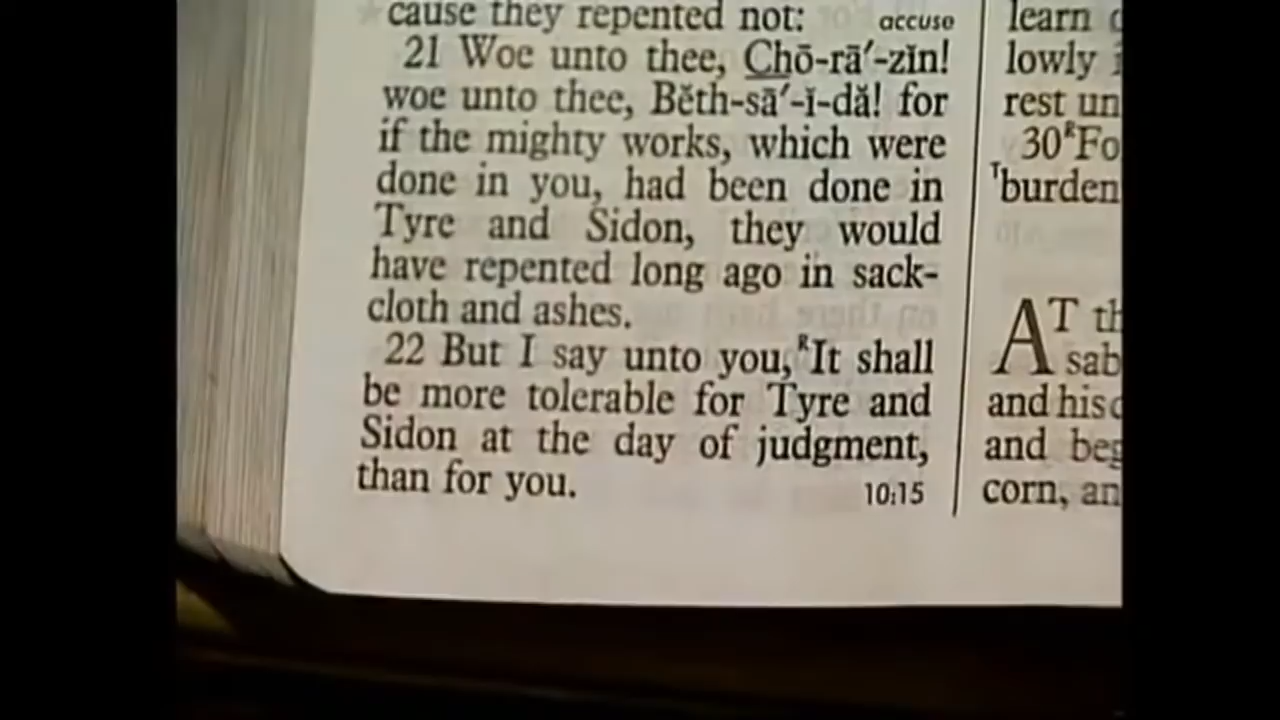 cause they repented not: accuse
21 Woe unto thee, Chō-rā′-zĭn!
woe unto thee, Bĕth-sā′-ĭ-dă! for
if the mighty works, which were
done in you, had been done in
Tyre and Sidon, they would
have repented long ago in sack-
cloth and ashes.
22 But I say unto you, ᴿIt shall
be more tolerable for Tyre and
Sidon at the day of judgment,
than for you. 10:15
learn
lowly
rest un
30 ᴿFo
ᵀburden
AT th
sab
and his
and beg
corn, an